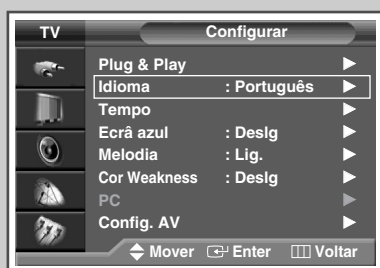 TV Configurar
Plug & Play
Idioma : Português
Tempo
Ecrã azul : Deslg
Melodia : Lig.
Cor Weakness : Deslg
PC
Config. AV
Mover Enter Voltar